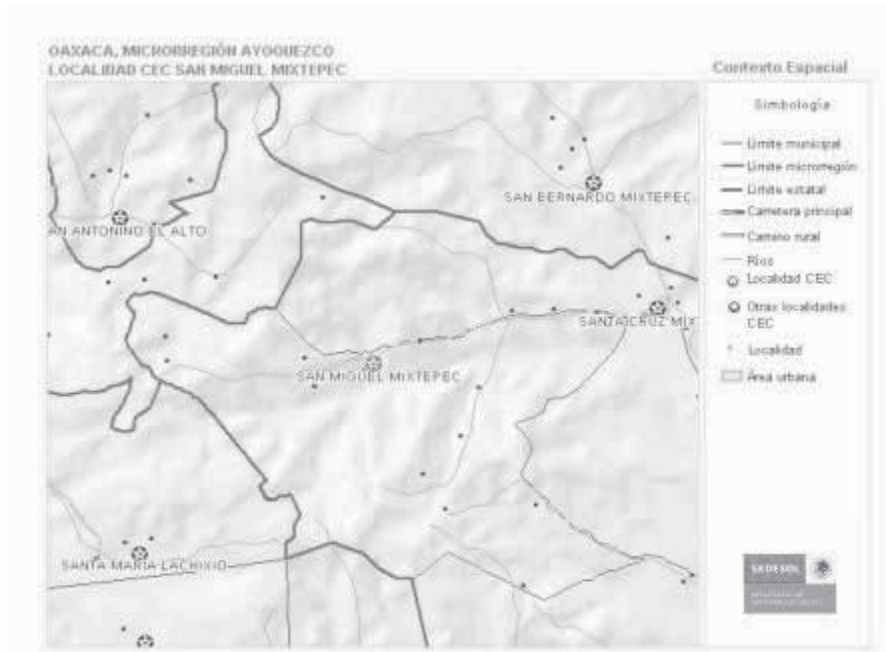 OAXACA, MICRORREGIÓN AYOQUEZCO
LOCALIDAD CEC SAN MIGUEL MIXTEPEC
Contexto Espacial
Simbología
Límite municipal
Límite microrregión
Límite estatal
Carretera principal
Camino rural
Ríos
Localidad CEC
Otras localidades
CEC
Localidad
Área urbana
SAN BERNARDO MIXTEPEC
AN ANTONINO EL ALTO
SANTA CRUZ MIX
SAN MIGUEL MIXTEPEC
SANTA MARIA LACHIXIO
SEDESOL